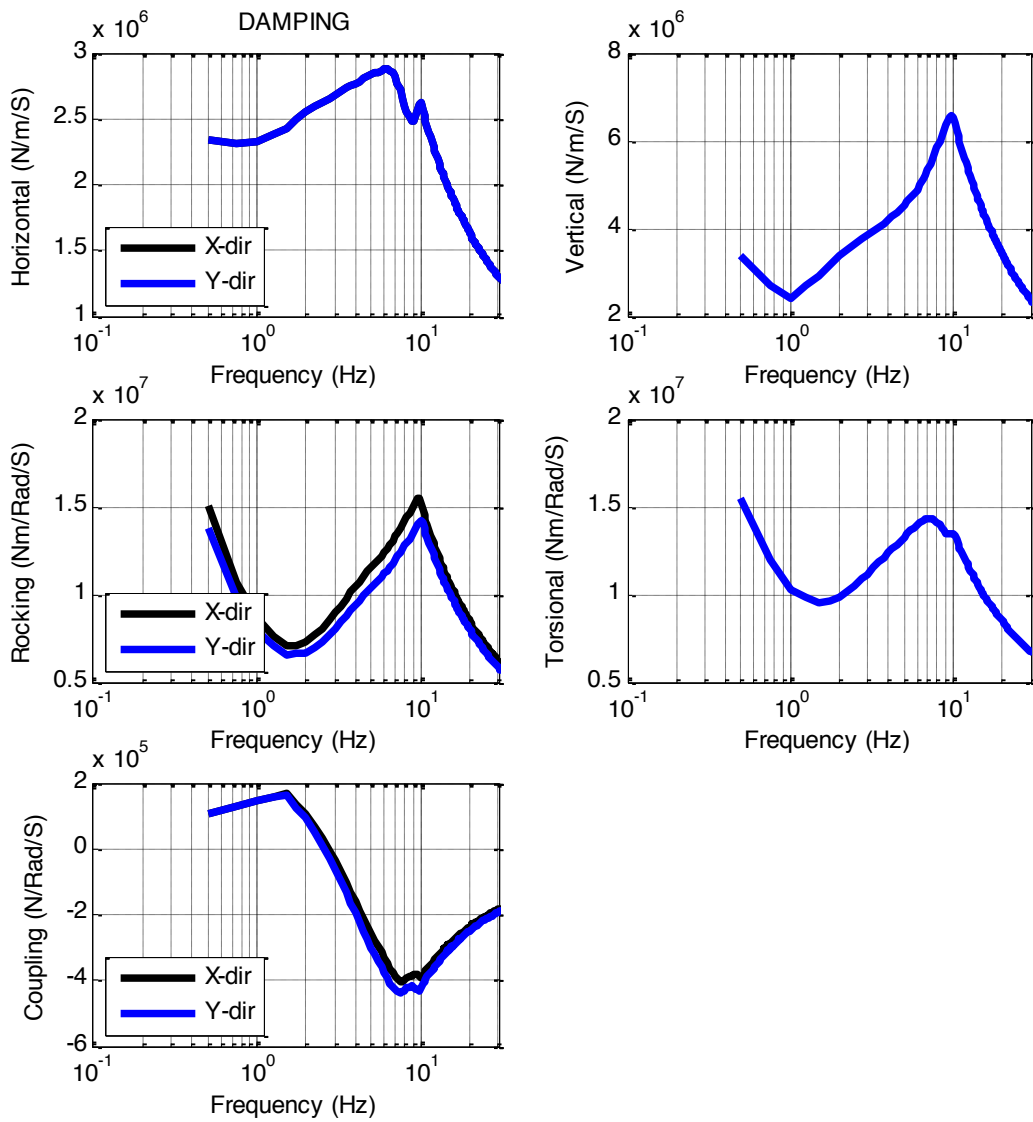 DAMPING
x 10^6
3
2.5
2
1.5
1
Horizontal (N/m/S)
X-dir
Y-dir
10^-1 10^0 10^1
Frequency (Hz)
x 10^6
8
6
4
2
Vertical (N/m/S)
10^-1 10^0 10^1
Frequency (Hz)
x 10^7
2
1.5
1
0.5
Rocking (Nm/Rad/S)
X-dir
Y-dir
10^-1 10^0 10^1
Frequency (Hz)
x 10^7
2
1.5
1
0.5
Torsional (Nm/Rad/S)
10^-1 10^0 10^1
Frequency (Hz)
x 10^5
2
0
-2
-4
-6
Coupling (N/Rad/S)
X-dir
Y-dir
10^-1 10^0 10^1
Frequency (Hz)